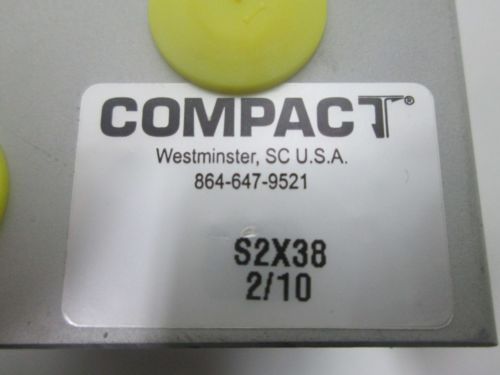 COMPACT®
Westminster, SC U.S.A.
864-647-9521
S2X38
2/10